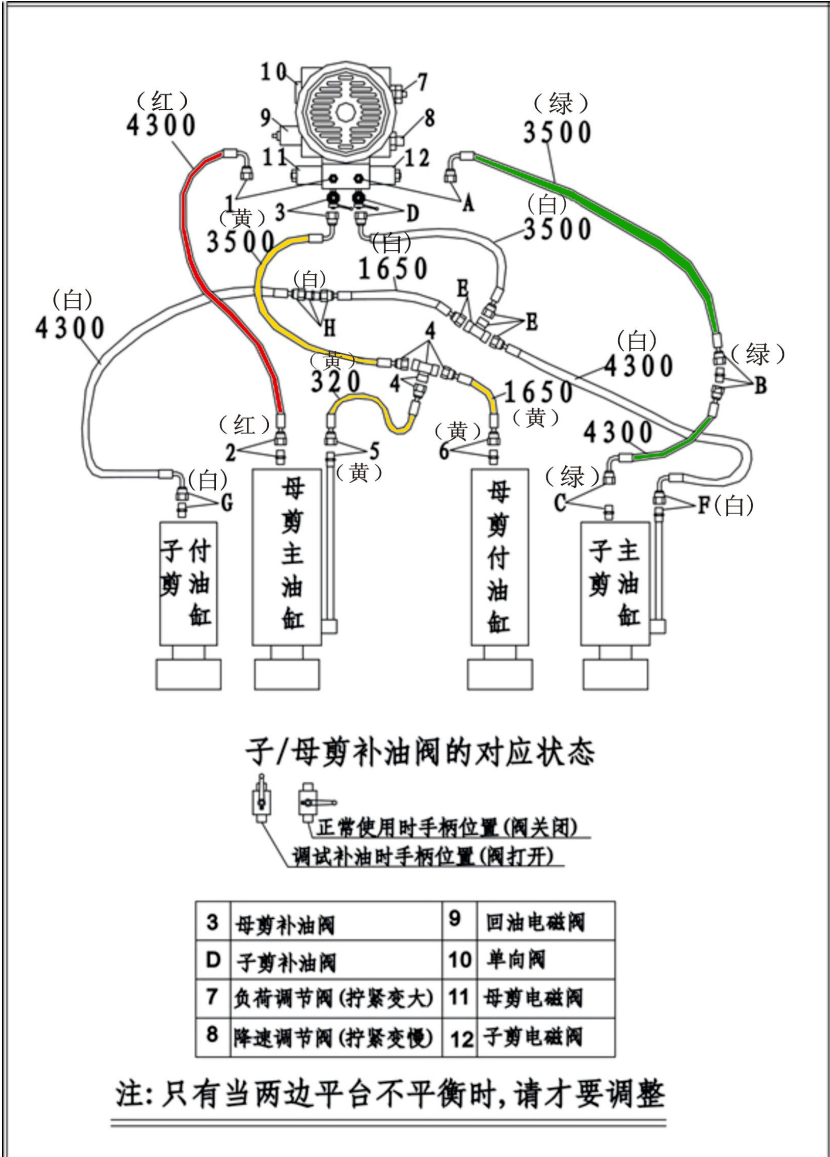 10
7
(红)
4300
9
8
(绿)
3500
11
12
1
A
3
D
(黄)
3500
(白)
1650
(白)
3500
(白)
4300
(白)
H
E
E
(黄)
320
4
4
(白)
4300
(绿)
B
1650
(黄)
4300
(红)
2
5
(黄)
(黄)
6
(白)
G
(绿)
C
F(白)
子剪
付油缸
母剪主油缸
母剪付油缸
子剪
主油缸
子/母剪补油阀的对应状态
正常使用时手柄位置(阀关闭)
调试补油时手柄位置(阀打开)
3 母剪补油阀 9 回油电磁阀
D 子剪补油阀 10 单向阀
7 负荷调节阀(拧紧变大) 11 母剪电磁阀
8 降速调节阀(拧紧变慢) 12 子剪电磁阀
注:只有当两边平台不平衡时,请才要调整